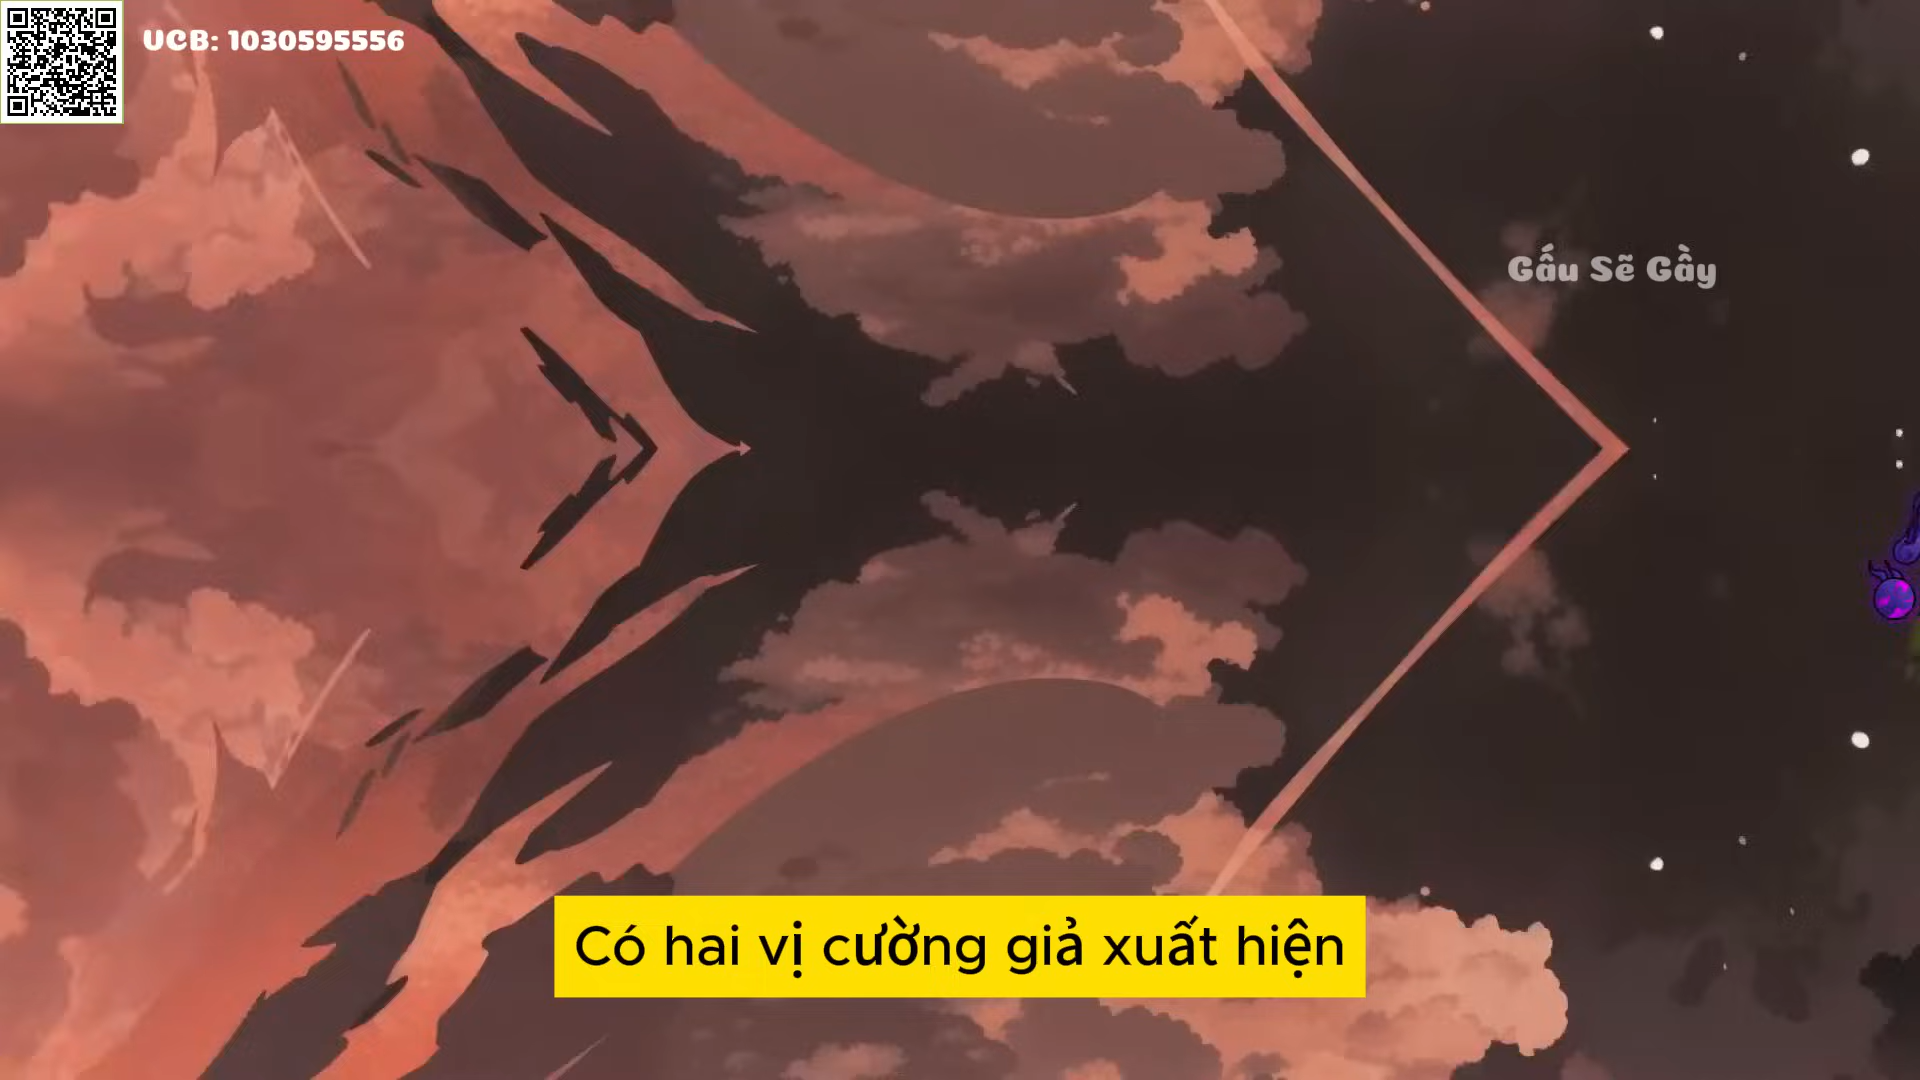 UCB: 1030595556
Gấu Sẽ Gầy
Có hai vị cường giả xuất hiện